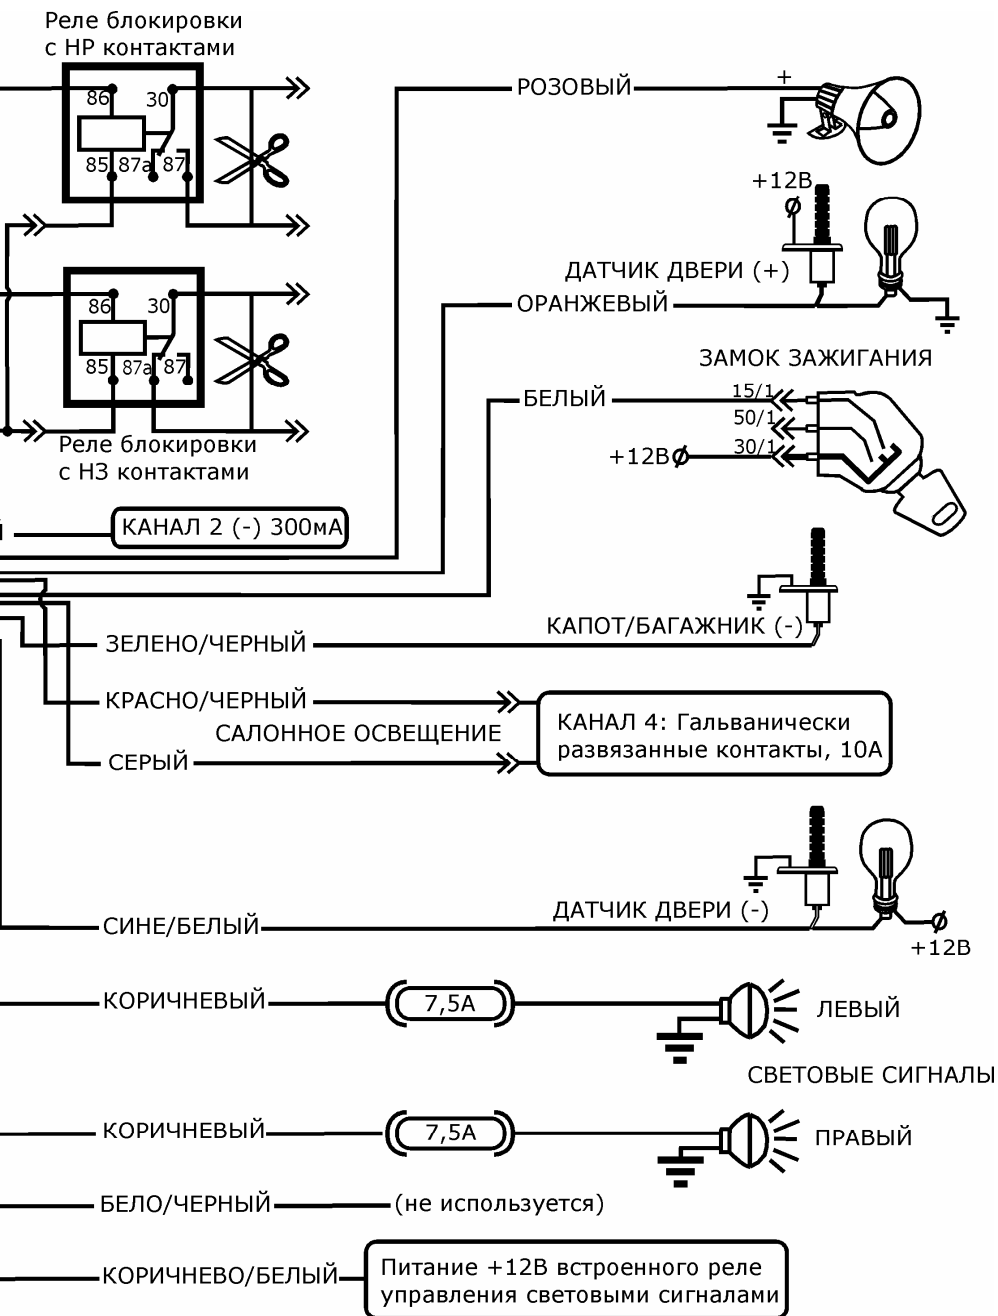 Реле блокировки
с НР контактами
86
30
85
87а
87
РОЗОВЫЙ
+
+12В
ДАТЧИК ДВЕРИ (+)
ОРАНЖЕВЫЙ
86
30
85
87а
87
Реле блокировки
с НЗ контактами
ЗАМОК ЗАЖИГАНИЯ
БЕЛЫЙ
15/1
50/1
30/1
+12В
КАНАЛ 2 (-) 300мА
КАПОТ/БАГАЖНИК (-)
ЗЕЛЕНО/ЧЕРНЫЙ
КРАСНО/ЧЕРНЫЙ
САЛОННОЕ ОСВЕЩЕНИЕ
СЕРЫЙ
КАНАЛ 4: Гальванически
развязанные контакты, 10А
ДАТЧИК ДВЕРИ (-)
СИНЕ/БЕЛЫЙ
+12В
КОРИЧНЕВЫЙ
7,5А
ЛЕВЫЙ
СВЕТОВЫЕ СИГНАЛЫ
КОРИЧНЕВЫЙ
7,5А
ПРАВЫЙ
БЕЛО/ЧЕРНЫЙ
(не используется)
КОРИЧНЕВО/БЕЛЫЙ
Питание +12В встроенного реле
управления световыми сигналами